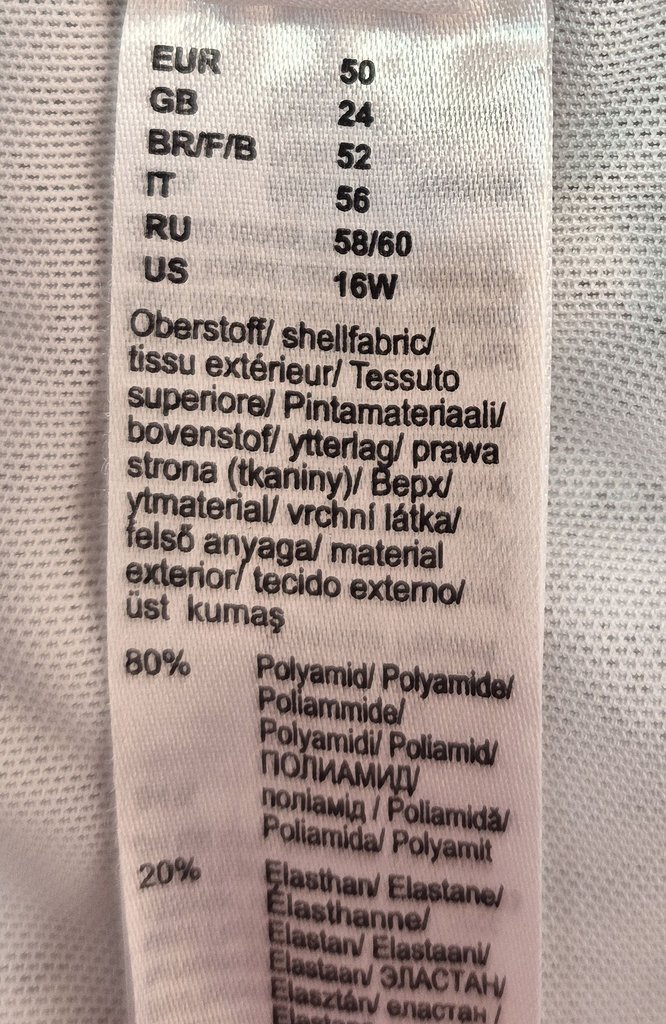 EUR 50
GB 24
BR/F/B 52
IT 56
RU 58/60
US 16W
Oberstoff/ shellfabric/
tissu extérieur/ Tessuto
superiore/ Pintamateriaali/
bovenstof/ ytterlag/ prawa
strona (tkaniny)/ Верх/
ytmaterial/ vrchní látka/
felső anyaga/ material
exterior/ tecido externo/
üst kumaş
80% Polyamid/ Polyamide/
Poliammide/
Polyamidi/ Poliamid/
ПОЛИАМИД/
поліамід / Poliamidă/
Poliamida/ Polyamit
20% Elasthan/ Elastane/
Élasthanne/
Elastan/ Elastaani/
Elastaan/ ЭЛАСТАН/
Elasztán/ еластан /